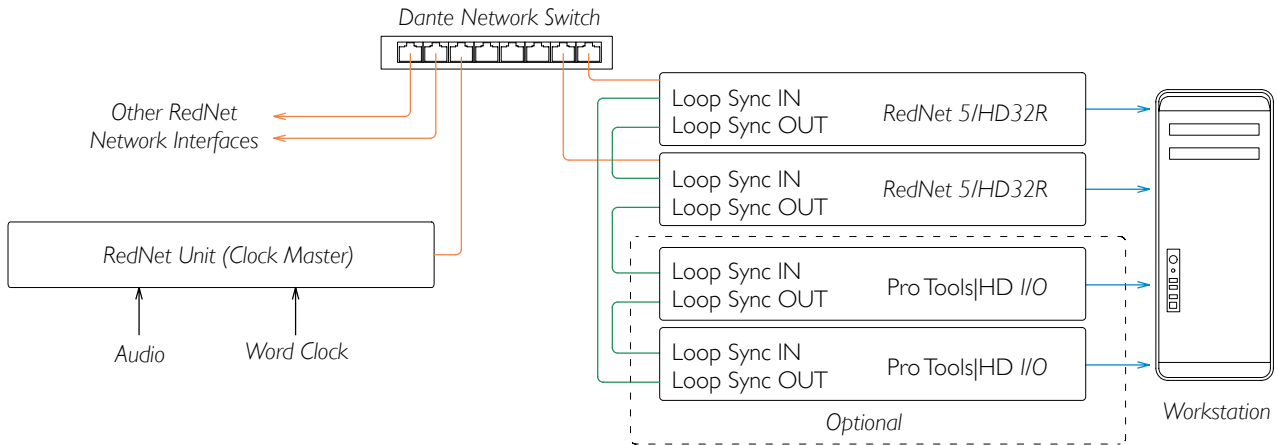 Dante Network Switch
Other RedNet
Network Interfaces
RedNet Unit (Clock Master)
Audio
Word Clock
Loop Sync IN
Loop Sync OUT
RedNet 5/HD32R
Loop Sync IN
Loop Sync OUT
RedNet 5/HD32R
Loop Sync IN
Loop Sync OUT
Pro Tools|HD I/O
Loop Sync IN
Loop Sync OUT
Pro Tools|HD I/O
Optional
Workstation